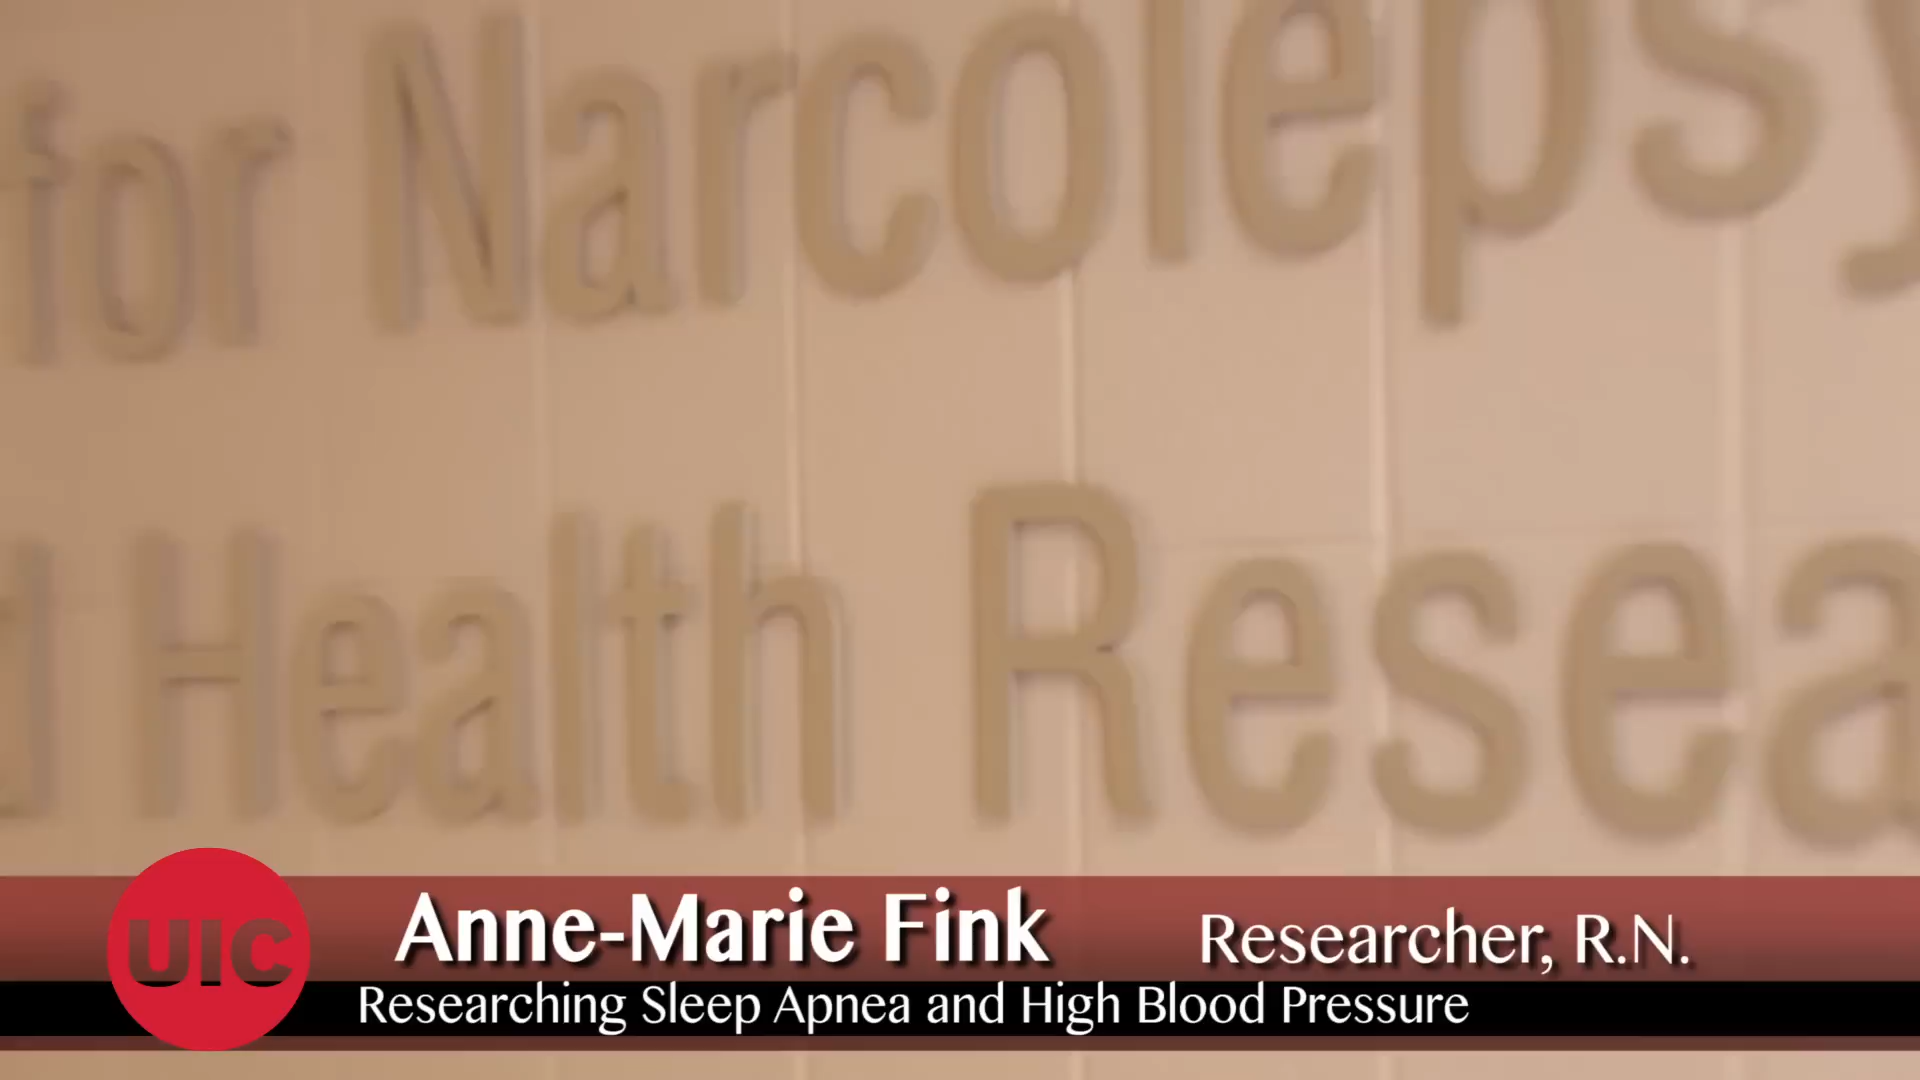 for Narcolepsy
Health Resea
UIC
Anne-Marie Fink Researcher, R.N.
Researching Sleep Apnea and High Blood Pressure